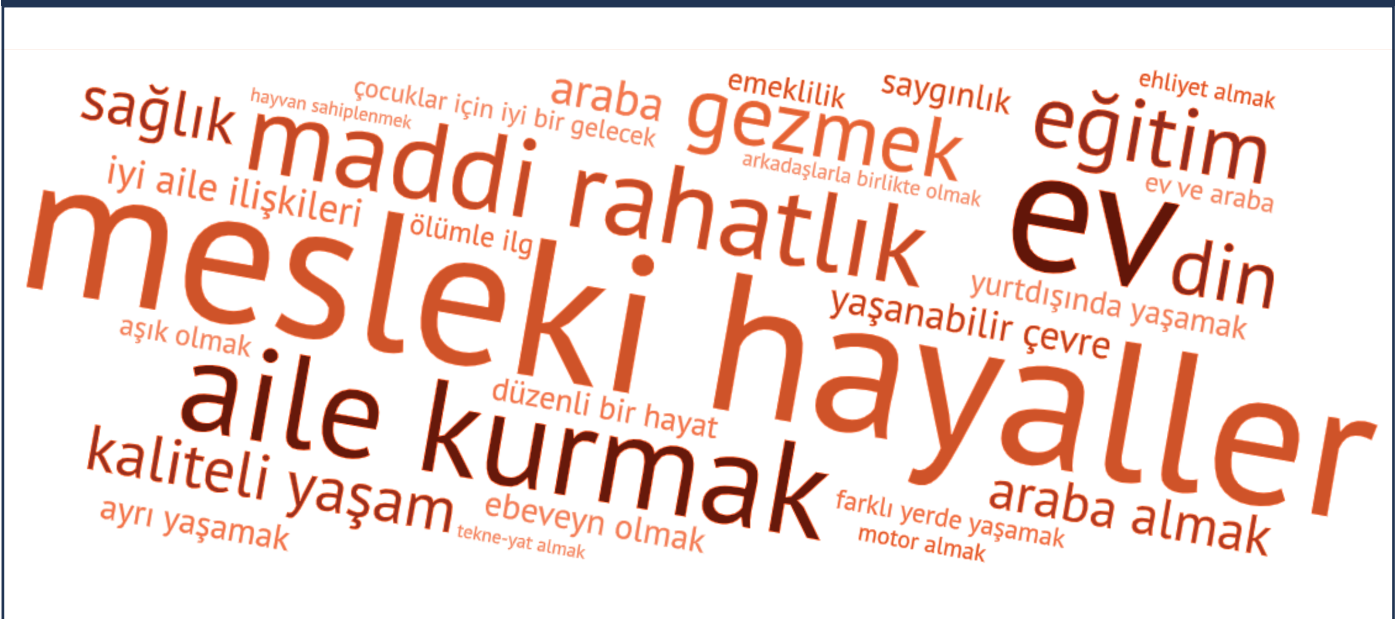 sağlık
hayvan sahiplenmek
çocuklar için iyi bir gelecek
araba
emeklilik
saygınlık
ehliyet almak
maddi rahatlık
gezmek
eğitim
arkadaşlarla birlikte olmak
ev ve araba
iyi aile ilişkileri
ölümle ilg
ev
din
mesleki hayaller
yurtdışında yaşamak
yaşanabilir çevre
aşık olmak
aile kurmak
düzenli bir hayat
kaliteli yaşam
araba almak
ayrı yaşamak
ebeveyn olmak
farklı yerde yaşamak
tekne-yat almak
motor almak